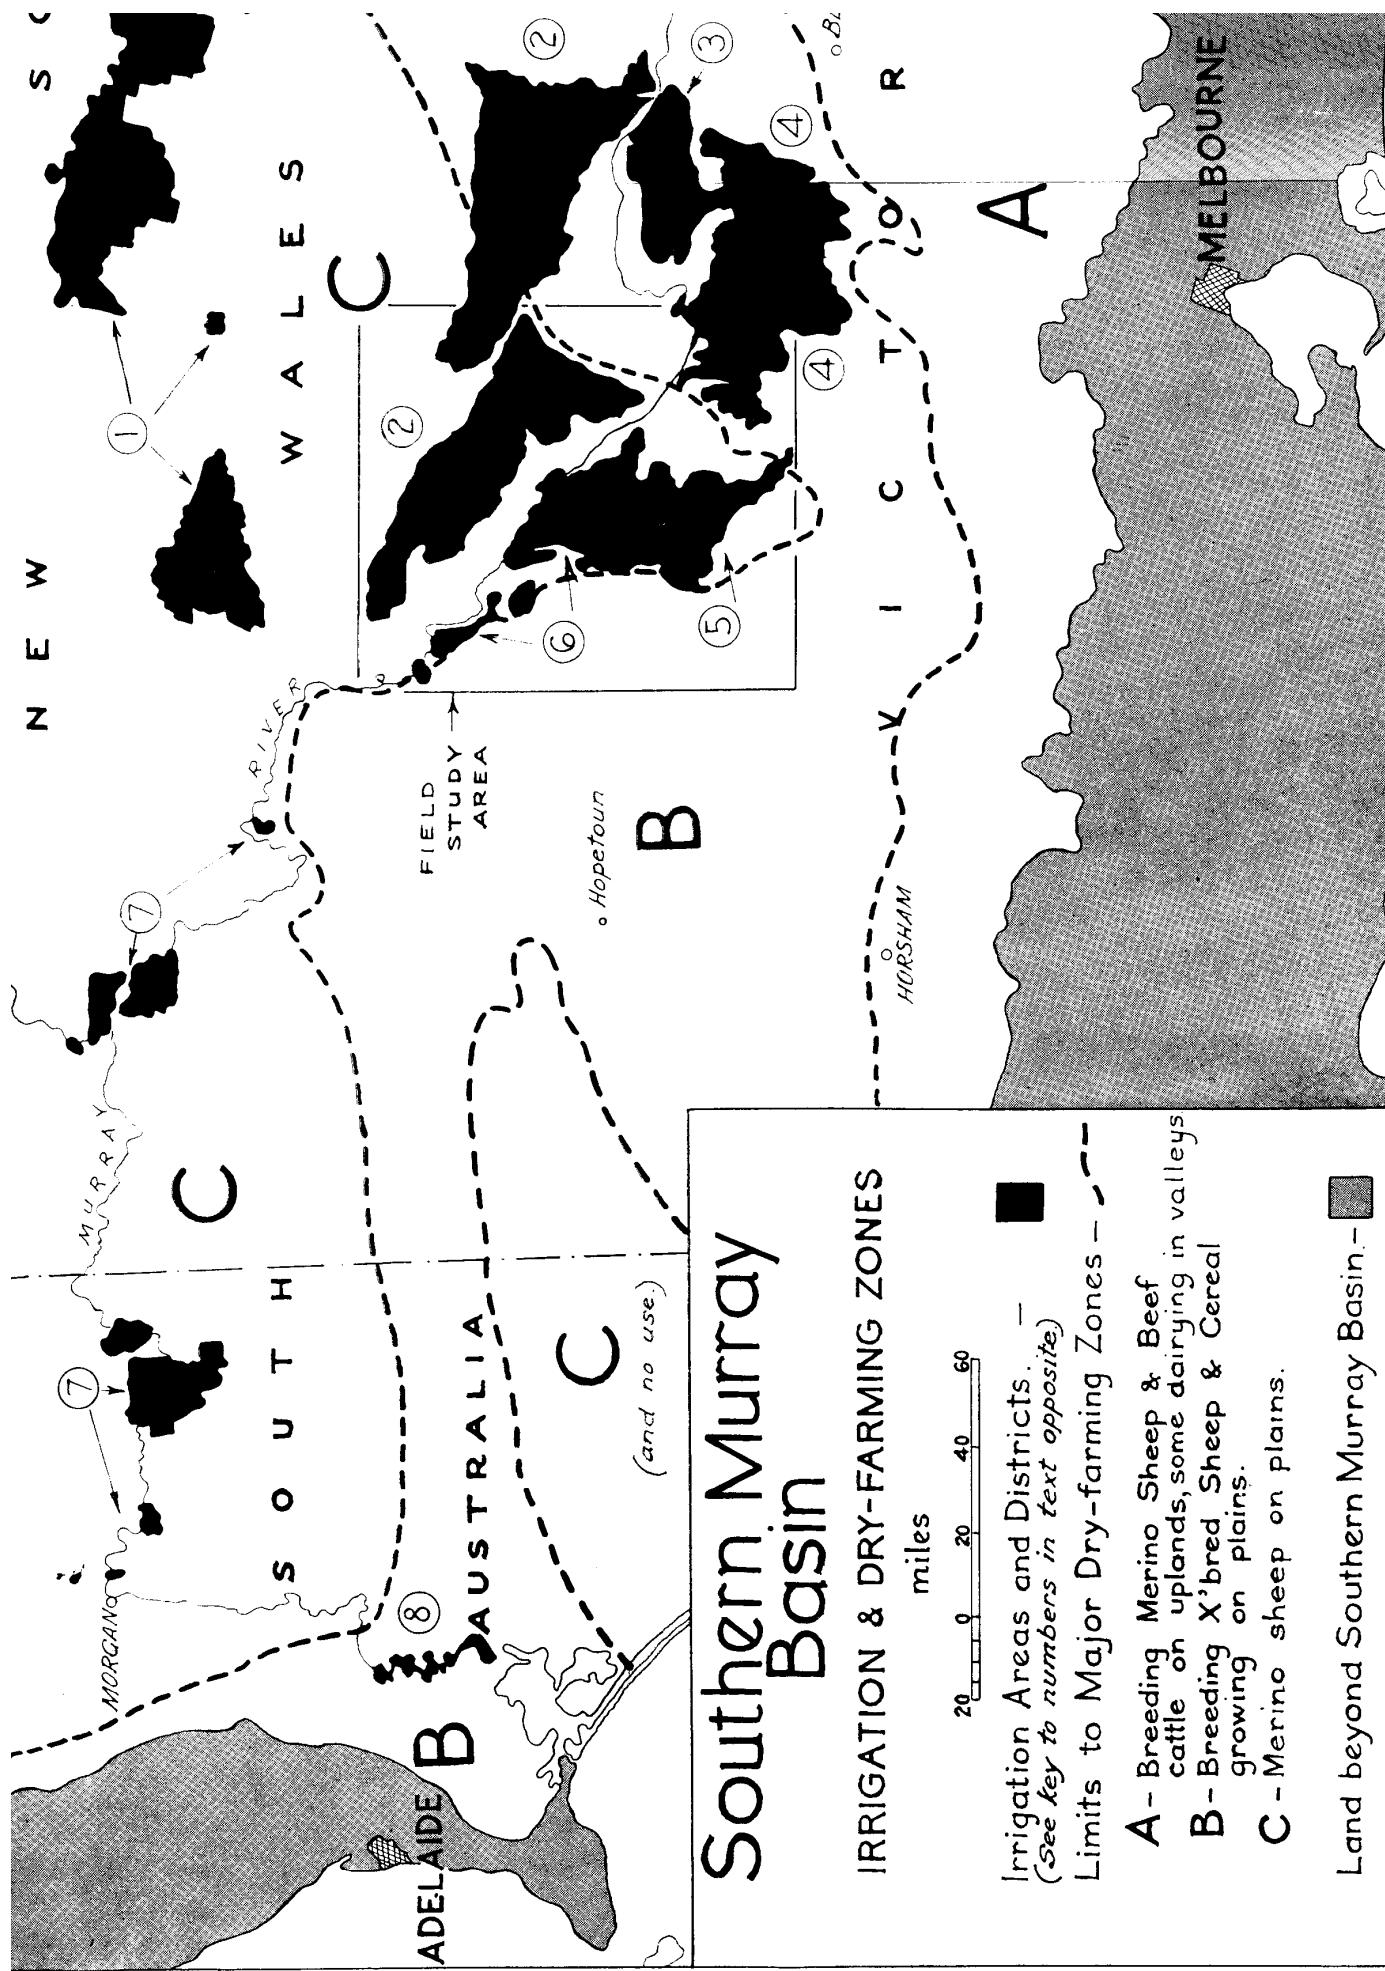 NEW S
MORGAN
MURRAY
RIVER
7
7
1
SOUTH
WALES
C
C
2
2
FIELD
STUDY
AREA
ADELAIDE
B
8
AUSTRALIA
C
(and no use.)
Hopetoun
B
6
5
3
4
4
VICTOR
HORSHAM
A
MELBOURNE
Southern Murray
Basin
IRRIGATION & DRY-FARMING ZONES
miles
20 0 20 40 60
Irrigation Areas and Districts. —
(See key to numbers in text opposite)
Limits to Major Dry-farming Zones –
A - Breeding Merino Sheep & Beef
cattle on uplands, some dairying in valleys
B - Breeding X'bred Sheep & Cereal
growing on plains.
C - Merino sheep on plains.
Land beyond Southern Murray Basin.–